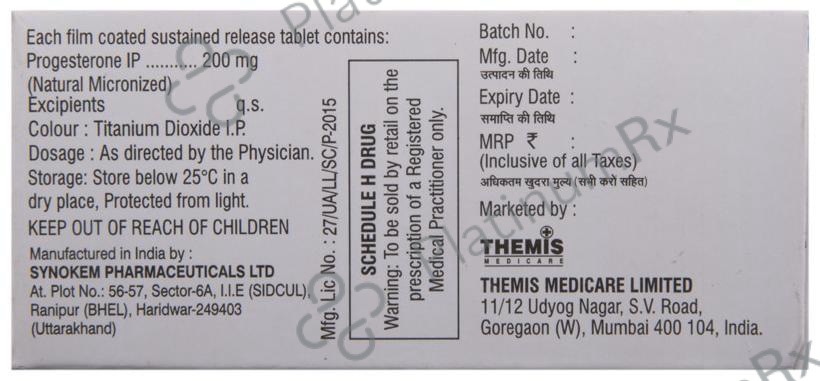 Each film coated sustained release tablet contains:
Progesterone IP ........... 200 mg
(Natural Micronized)
Excipients q.s.
Colour : Titanium Dioxide I.P.
Dosage : As directed by the Physician.
Storage: Store below 25°C in a
dry place, Protected from light.
KEEP OUT OF REACH OF CHILDREN
Manufactured in India by :
SYNOKEM PHARMACEUTICALS LTD
At. Plot No.: 56-57, Sector-6A, I.I.E (SIDCUL),
Ranipur (BHEL), Haridwar-249403
(Uttarakhand)
Mfg. Lic No. : 27/UA/LL/SC/P-2015
SCHEDULE H DRUG
Warning: To be sold by retail on the
prescription of a Registered
Medical Practitioner only.
Batch No. :
Mfg. Date :
उत्पादन की तिथि
Expiry Date :
समाप्ति की तिथि
MRP ₹ :
(Inclusive of all Taxes)
अधिकतम खुदरा मुल्य (सभी करों सहित)
Marketed by :
THEMIS
MEDICARE
THEMIS MEDICARE LIMITED
11/12 Udyog Nagar, S.V. Road,
Goregaon (W), Mumbai 400 104, India.
PlatinumRx
PlatinumRx
Rx